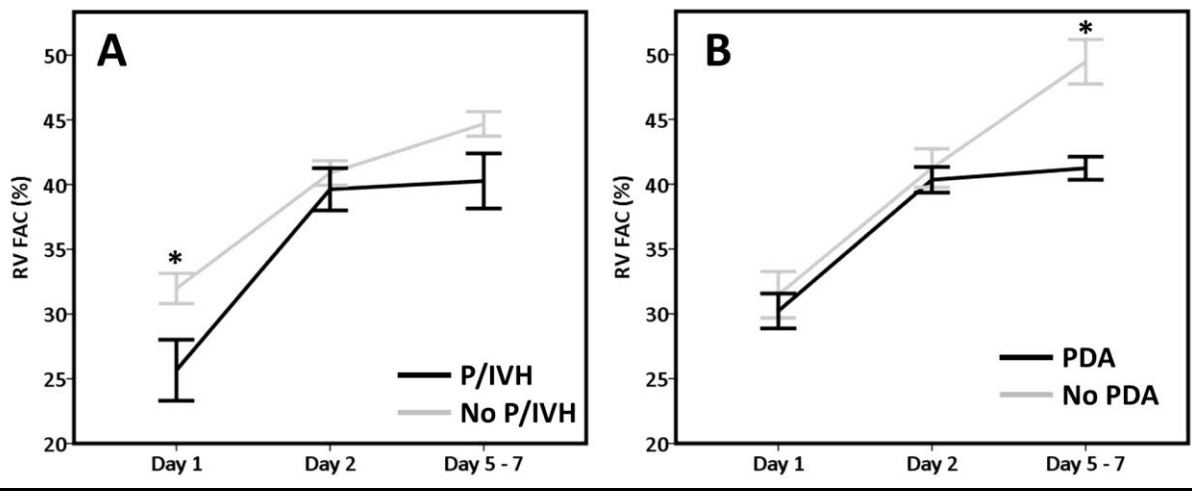 A
RV FAC (%)
50
45
40
35
30
25
20
*
P/IVH
No P/IVH
Day 1
Day 2
Day 5 - 7
B
RV FAC (%)
50
45
40
35
30
25
20
*
PDA
No PDA
Day 1
Day 2
Day 5 - 7